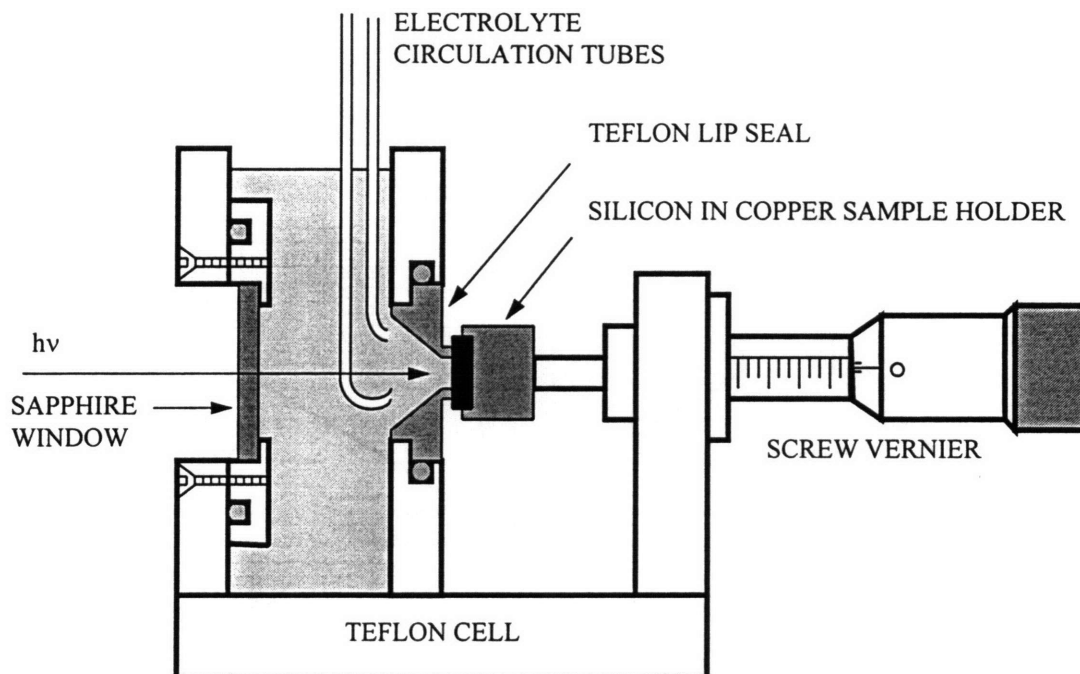 ELECTROLYTE
CIRCULATION TUBES
TEFLON LIP SEAL
SILICON IN COPPER SAMPLE HOLDER
hν
SAPPHIRE
WINDOW
SCREW VERNIER
TEFLON CELL